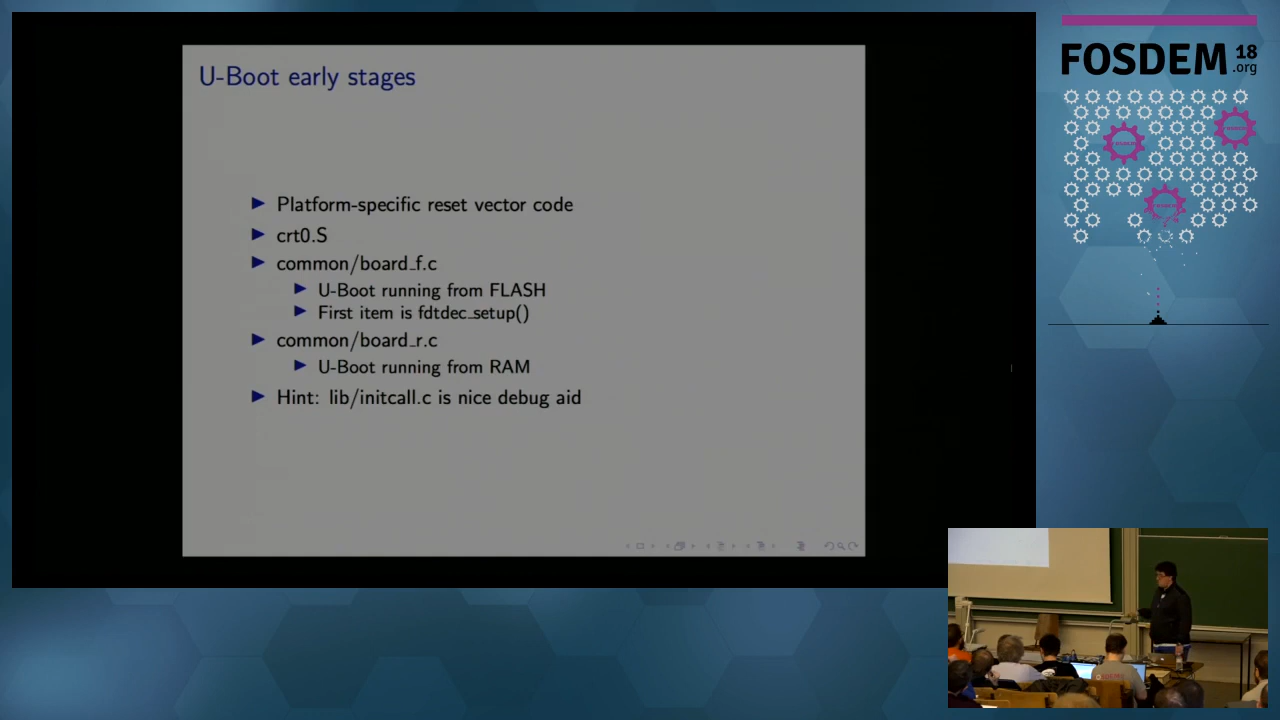 U-Boot early stages
Platform-specific reset vector code
crt0.S
common/board_f.c
U-Boot running from FLASH
First item is fdtdec_setup()
common/board_r.c
U-Boot running from RAM
Hint: lib/initcall.c is nice debug aid
FOSDEM 18
.org